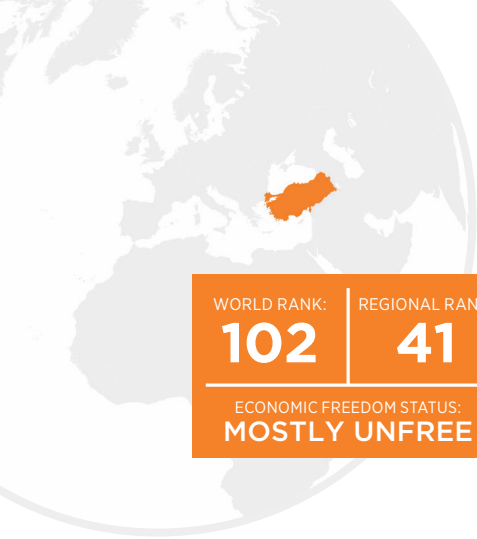 WORLD RANK:
102
REGIONAL RAN
41
ECONOMIC FREEDOM STATUS:
MOSTLY UNFREE